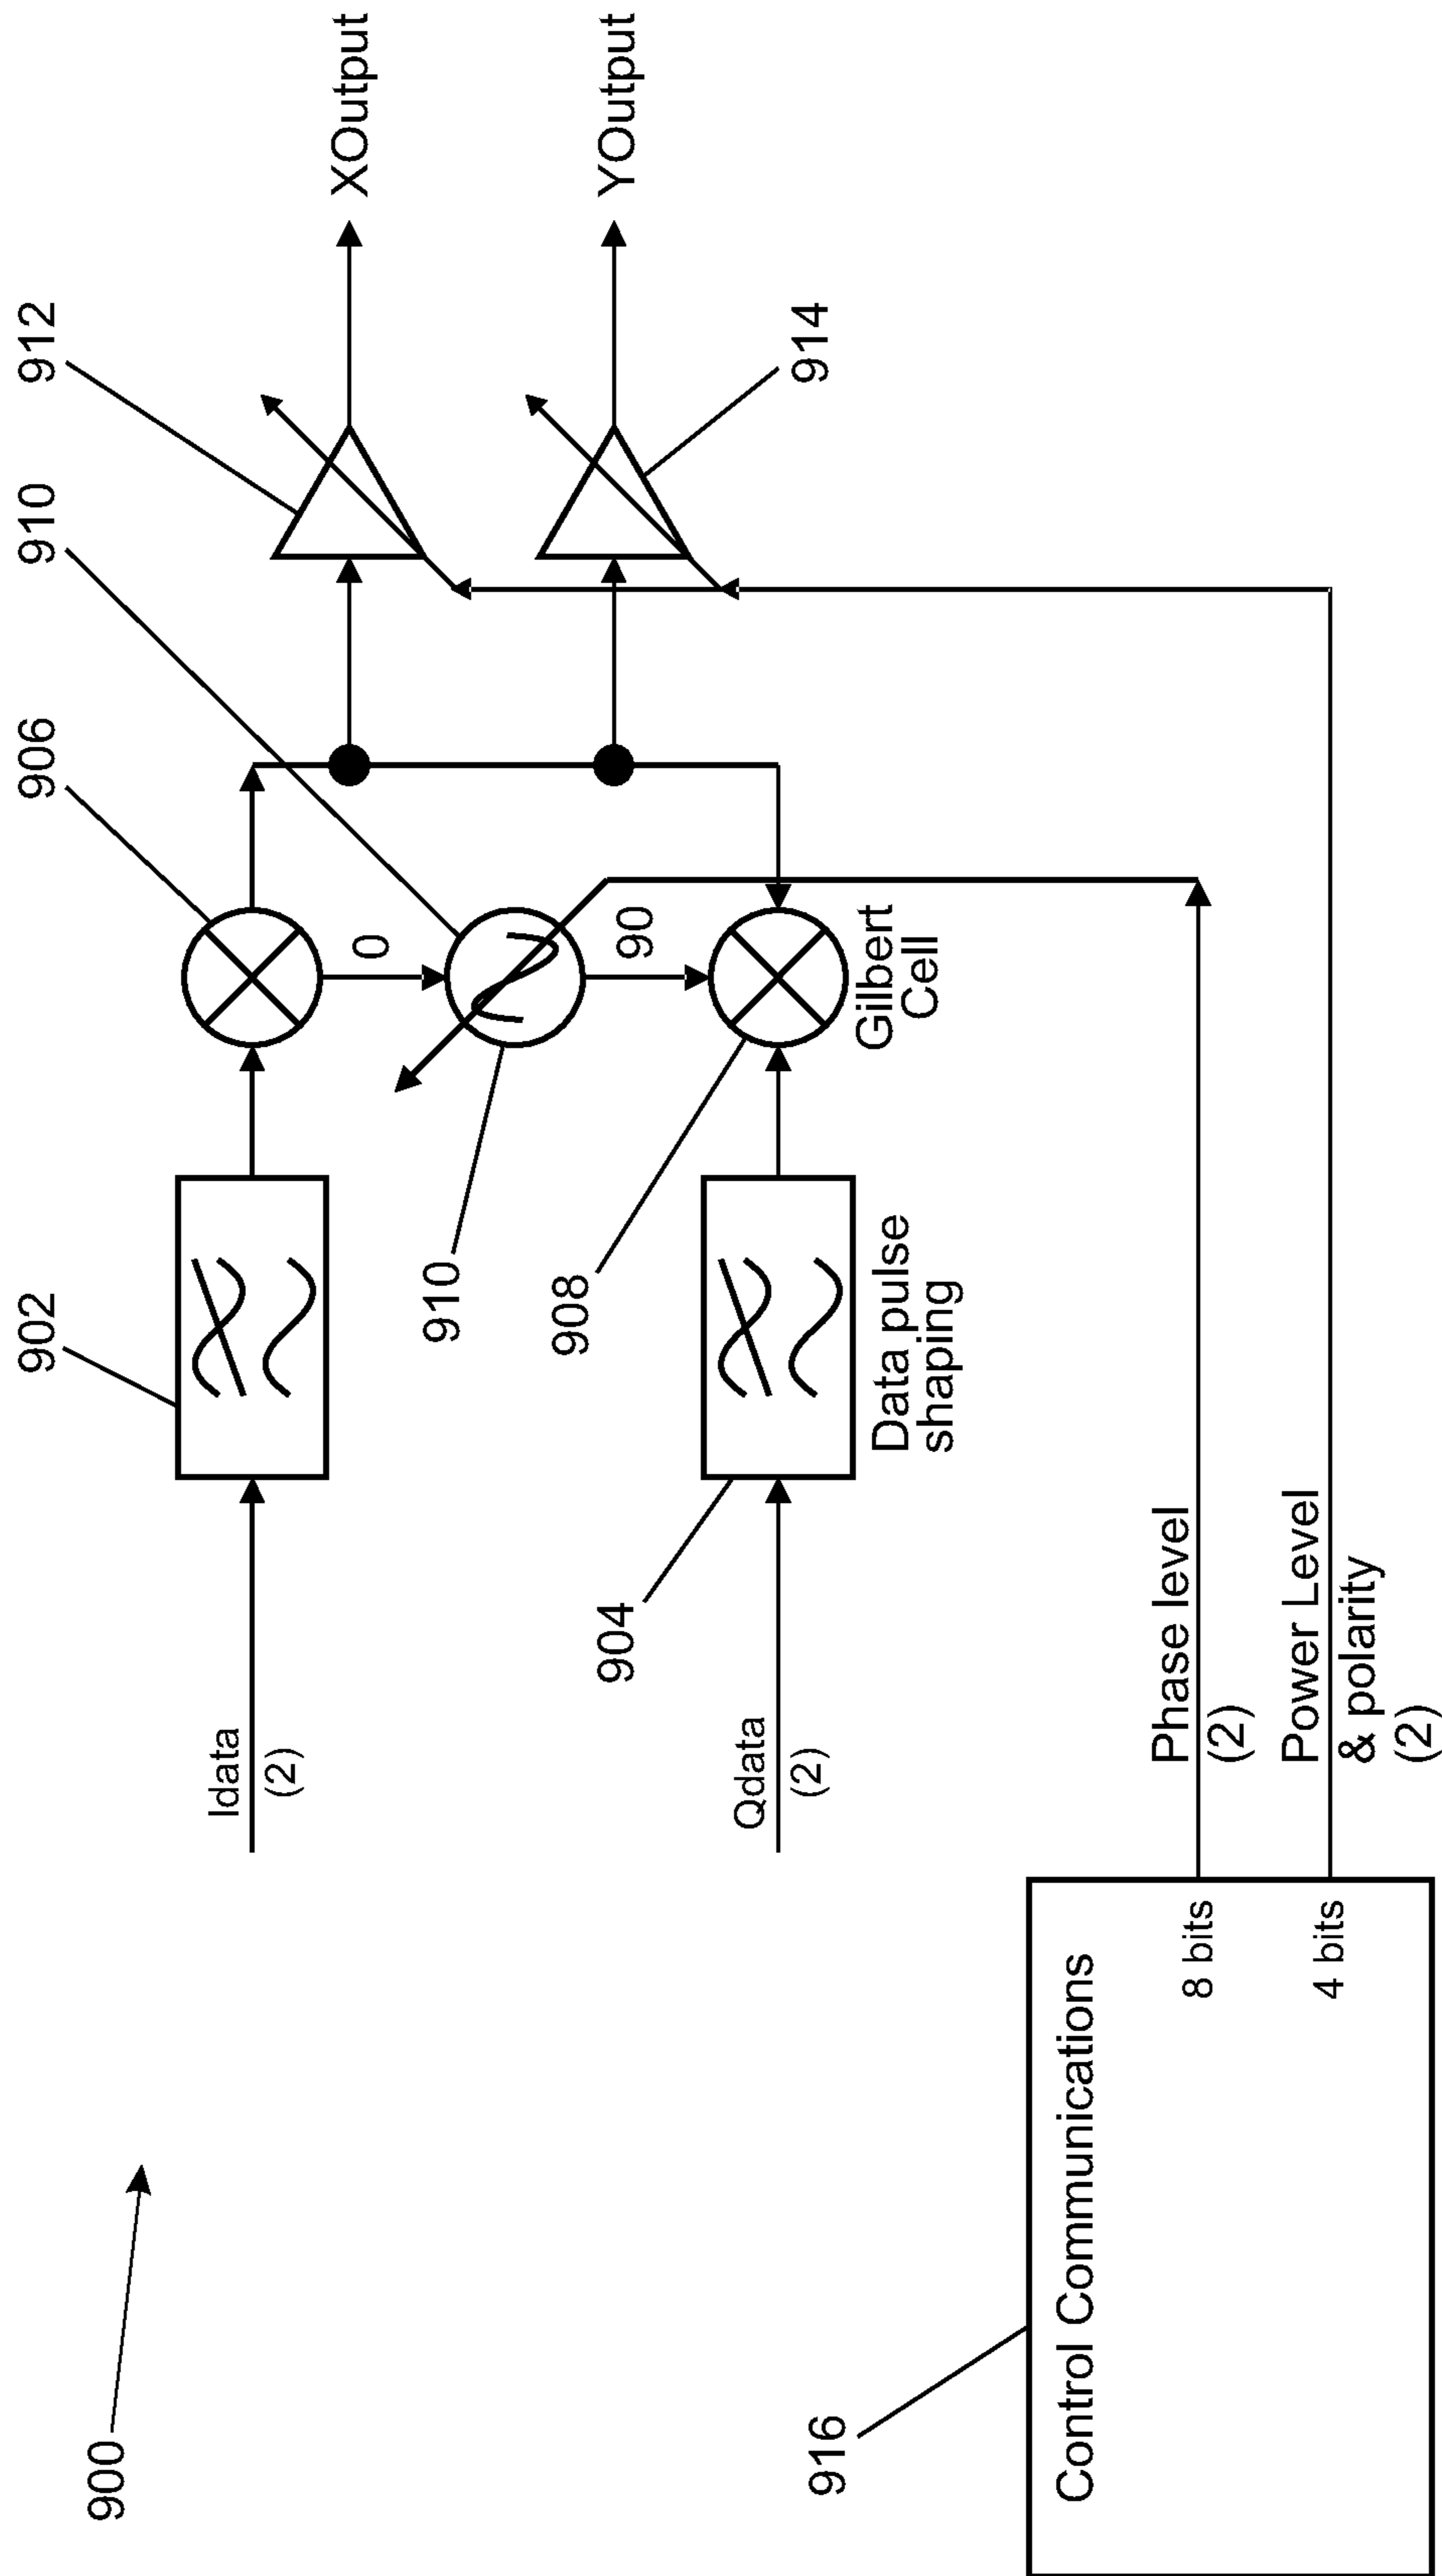 900
902
906
910
912
XOutput
YOutput
914
Idata
(2)
0
910
90
908
Gilbert
Cell
Qdata
(2)
904
Data pulse
shaping
916
Control Communications
8 bits
4 bits
Phase level
(2)
Power Level
& polarity
(2)